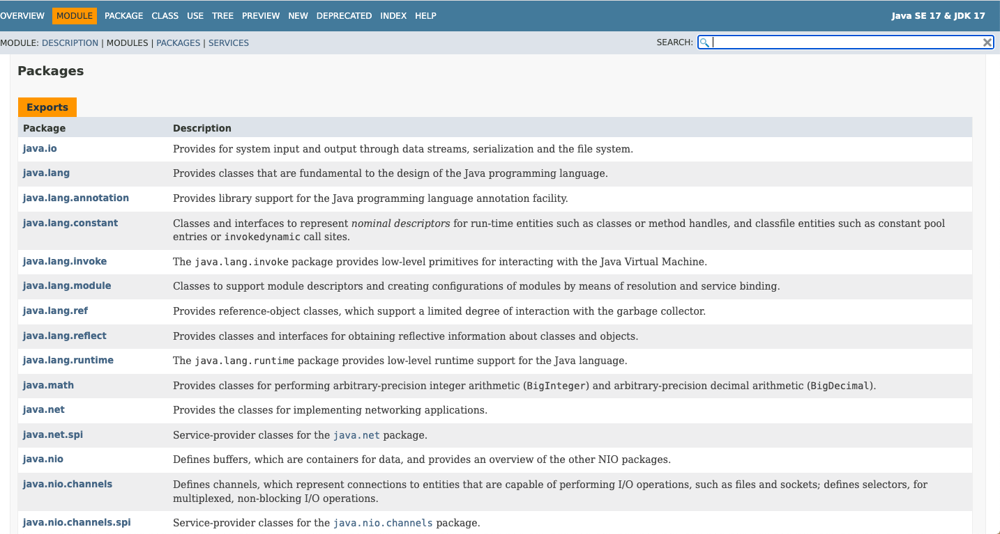 OVERVIEW MODULE PACKAGE CLASS USE TREE PREVIEW NEW DEPRECATED INDEX HELP Java SE 17 & JDK 17
MODULE: DESCRIPTION | MODULES | PACKAGES | SERVICES SEARCH:
Packages
Exports
Package Description
java.io Provides for system input and output through data streams, serialization and the file system.
java.lang Provides classes that are fundamental to the design of the Java programming language.
java.lang.annotation Provides library support for the Java programming language annotation facility.
java.lang.constant Classes and interfaces to represent nominal descriptors for run-time entities such as classes or method handles, and classfile entities such as constant pool
entries or invokedynamic call sites.
java.lang.invoke The java.lang.invoke package provides low-level primitives for interacting with the Java Virtual Machine.
java.lang.module Classes to support module descriptors and creating configurations of modules by means of resolution and service binding.
java.lang.ref Provides reference-object classes, which support a limited degree of interaction with the garbage collector.
java.lang.reflect Provides classes and interfaces for obtaining reflective information about classes and objects.
java.lang.runtime The java.lang.runtime package provides low-level runtime support for the Java language.
java.math Provides classes for performing arbitrary-precision integer arithmetic (BigInteger) and arbitrary-precision decimal arithmetic (BigDecimal).
java.net Provides the classes for implementing networking applications.
java.net.spi Service-provider classes for the java.net package.
java.nio Defines buffers, which are containers for data, and provides an overview of the other NIO packages.
java.nio.channels Defines channels, which represent connections to entities that are capable of performing I/O operations, such as files and sockets; defines selectors, for
multiplexed, non-blocking I/O operations.
java.nio.channels.spi Service-provider classes for the java.nio.channels package.